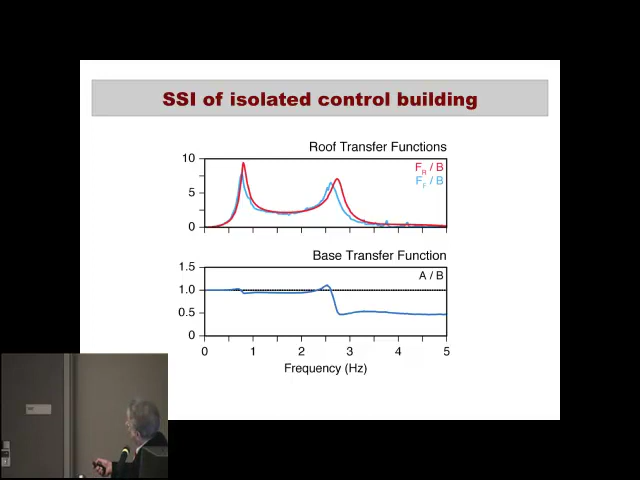 SSI of isolated control building
Roof Transfer Functions
10
5
0
F_R / B
F_F / B
Base Transfer Function
1.5
1.0
0.5
0
A / B
0 1 2 3 4 5
Frequency (Hz)